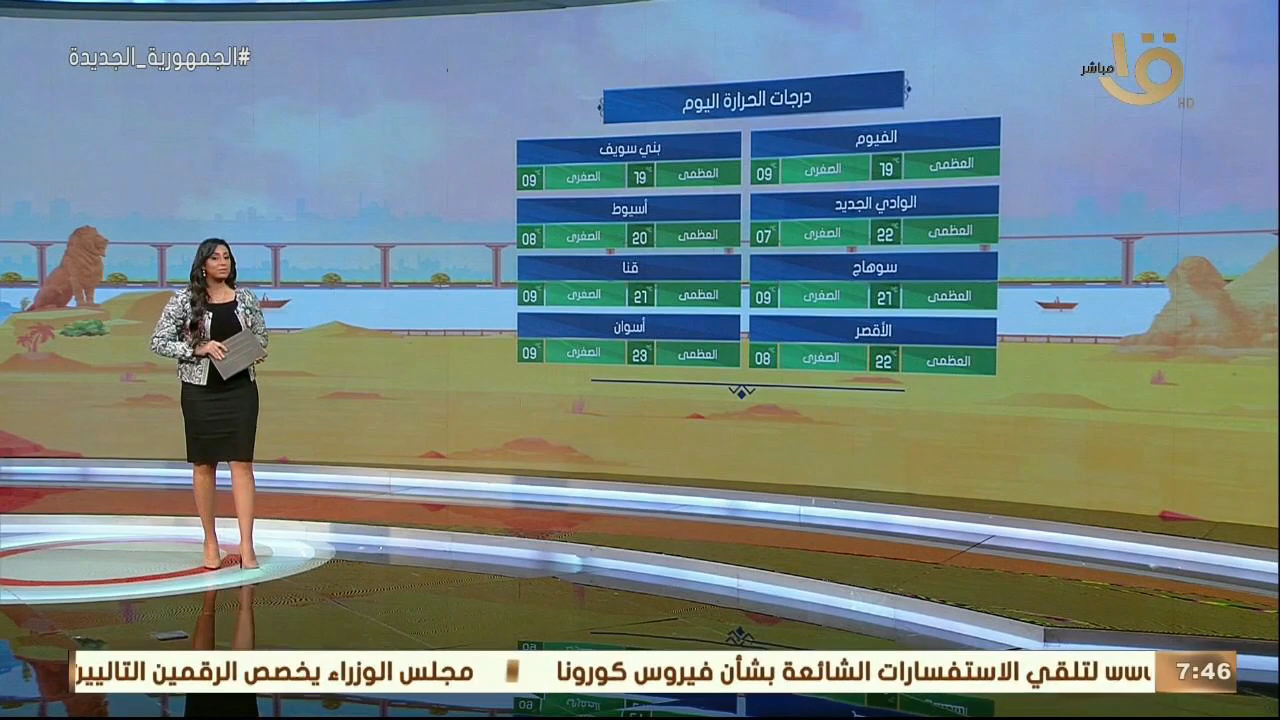 #الجمهورية_الجديدة
مباشر
HD
درجات الحرارة اليوم
الفيوم
العظمى 19°C الصغرى 09°C
بني سويف
العظمى 19°C الصغرى 09°C
الوادي الجديد
العظمى 22°C الصغرى 07°C
أسيوط
العظمى 20°C الصغرى 08°C
سوهاج
العظمى 21°C الصغرى 09°C
قنا
العظمى 21°C الصغرى 09°C
الأقصر
العظمى 22°C الصغرى 08°C
أسوان
العظمى 23°C الصغرى 09°C
7:46
لتلقي الاستفسارات الشائعة بشأن فيروس كورونا مجلس الوزراء يخصص الرقمين